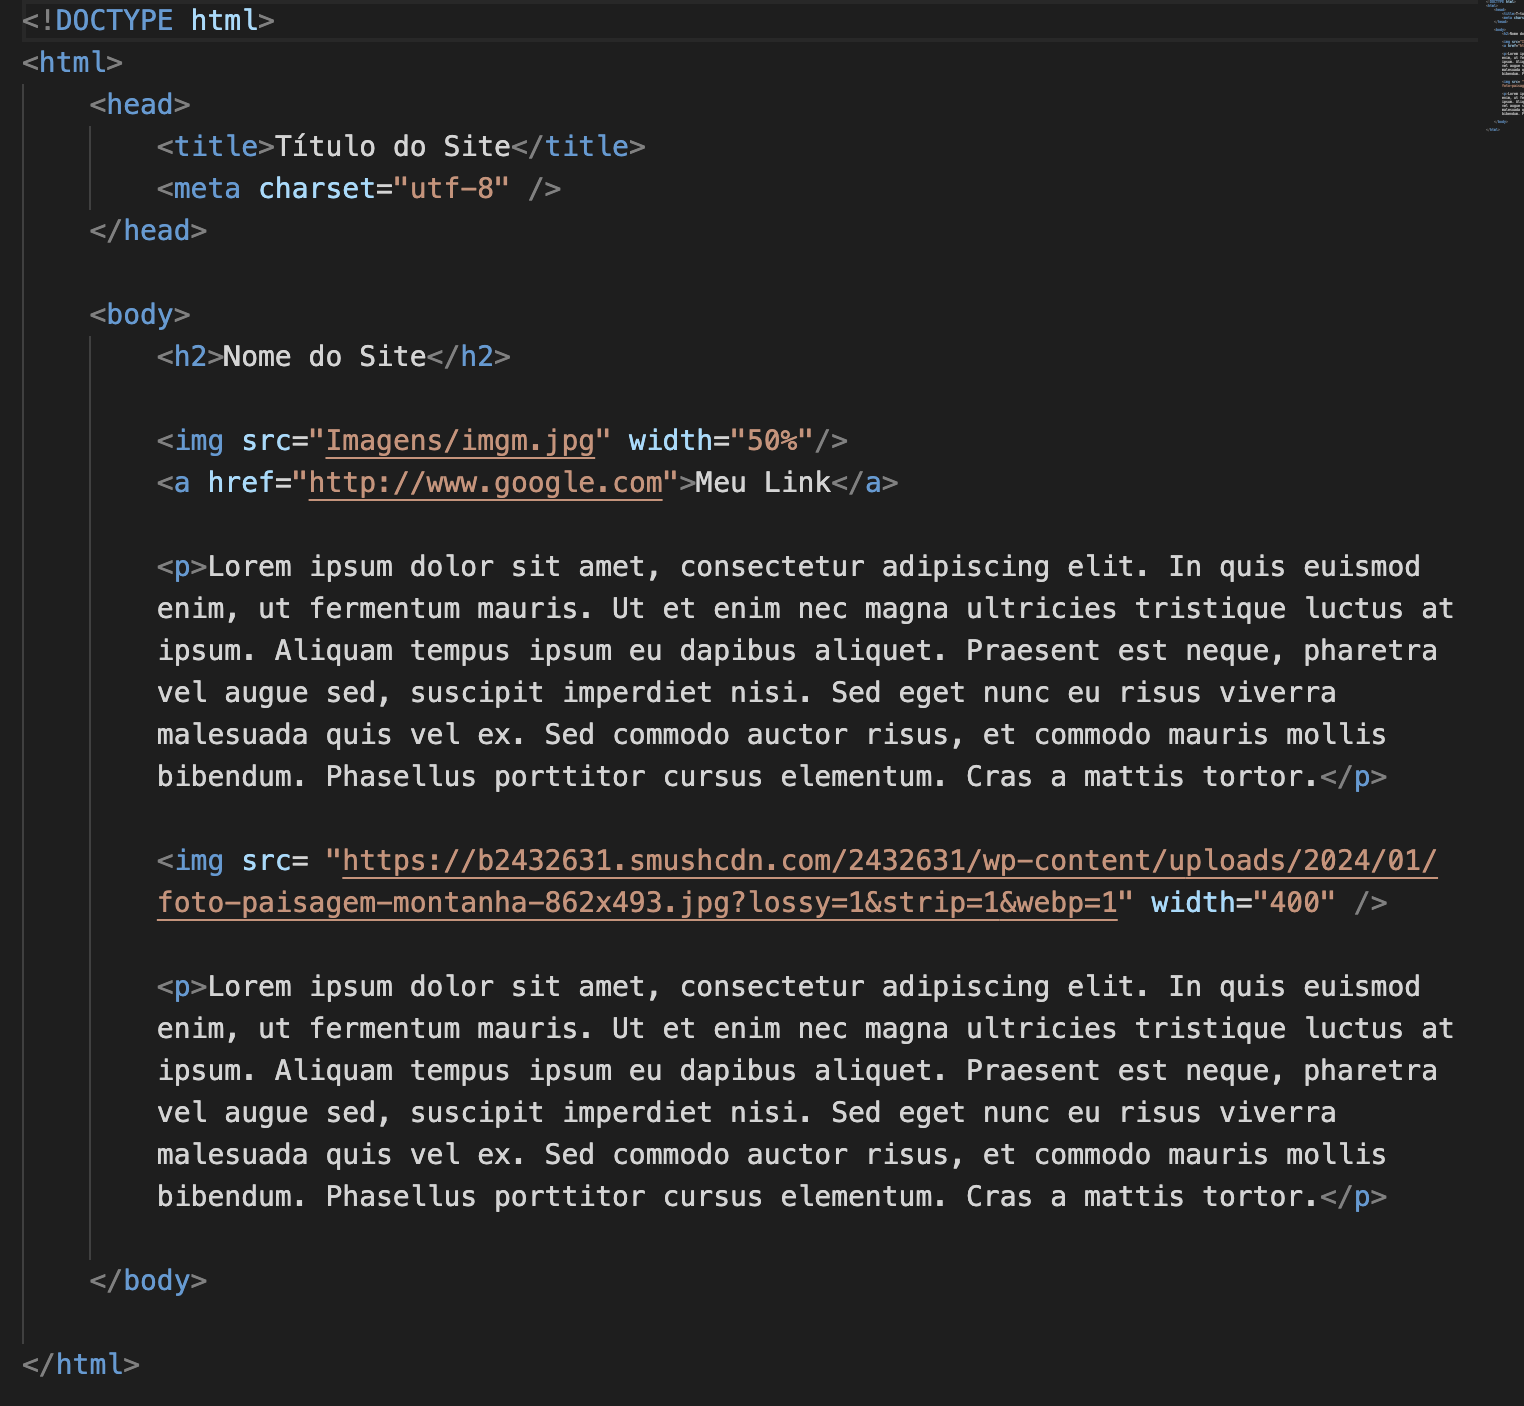 <!DOCTYPE html>
<html>
<head>
<title>Título do Site</title>
<meta charset="utf-8" />
</head>
<body>
<h2>Nome do Site</h2>
<img src="Imagens/imgm.jpg" width="50%"/>
<a href="http://www.google.com">Meu Link</a>
<p>Lorem ipsum dolor sit amet, consectetur adipiscing elit. In quis euismod
enim, ut fermentum mauris. Ut et enim nec magna ultricies tristique luctus at
ipsum. Aliquam tempus ipsum eu dapibus aliquet. Praesent est neque, pharetra
vel augue sed, suscipit imperdiet nisi. Sed eget nunc eu risus viverra
malesuada quis vel ex. Sed commodo auctor risus, et commodo mauris mollis
bibendum. Phasellus porttitor cursus elementum. Cras a mattis tortor.</p>
<img src= "https://b2432631.smushcdn.com/2432631/wp-content/uploads/2024/01/
foto-paisagem-montanha-862x493.jpg?lossy=1&strip=1&webp=1" width="400" />
<p>Lorem ipsum dolor sit amet, consectetur adipiscing elit. In quis euismod
enim, ut fermentum mauris. Ut et enim nec magna ultricies tristique luctus at
ipsum. Aliquam tempus ipsum eu dapibus aliquet. Praesent est neque, pharetra
vel augue sed, suscipit imperdiet nisi. Sed eget nunc eu risus viverra
malesuada quis vel ex. Sed commodo auctor risus, et commodo mauris mollis
bibendum. Phasellus porttitor cursus elementum. Cras a mattis tortor.</p>
</body>
</html>